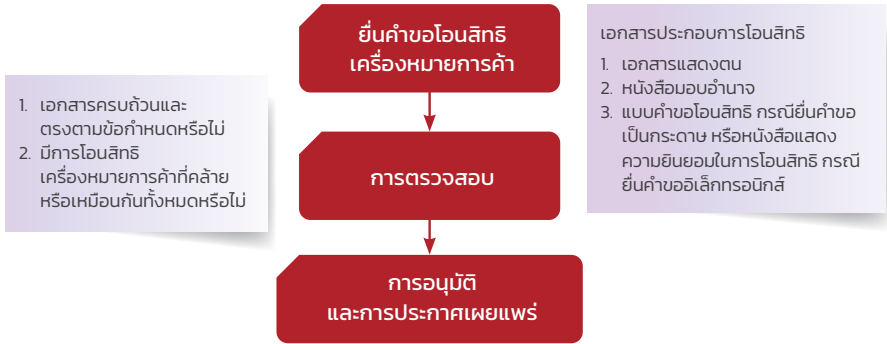 ยื่นคำขอโอนสิทธิ
เครื่องหมายการค้า
เอกสารประกอบการโอนสิทธิ
1. เอกสารแสดงตน
2. หนังสือมอบอำนาจ
3. แบบคำขอโอนสิทธิ กรณียื่นคำขอ
เป็นกระดาษ หรือหนังสือแสดง
ความยินยอมในการโอนสิทธิ กรณี
ยื่นคำขออิเล็กทรอนิกส์
1. เอกสารครบถ้วนและ
ตรงตามข้อกำหนดหรือไม่
2. มีการโอนสิทธิ
เครื่องหมายการค้าที่คล้าย
หรือเหมือนกันทั้งหมดหรือไม่
การตรวจสอบ
การอนุมัติ
และการประกาศเผยแพร่